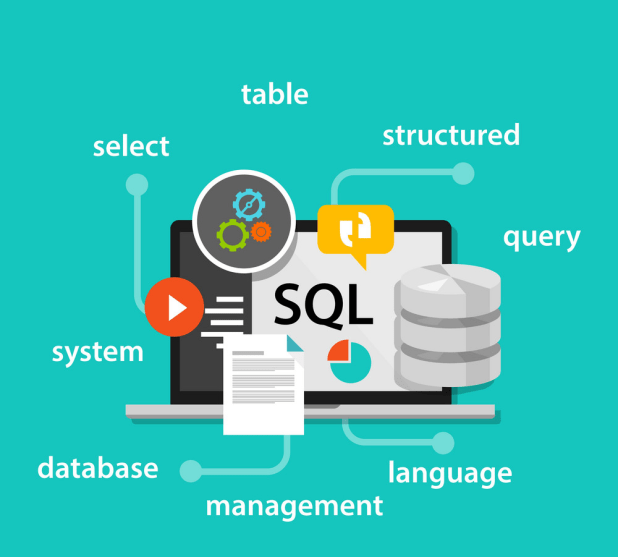 table
select
structured
query
SQL
system
database
language
management